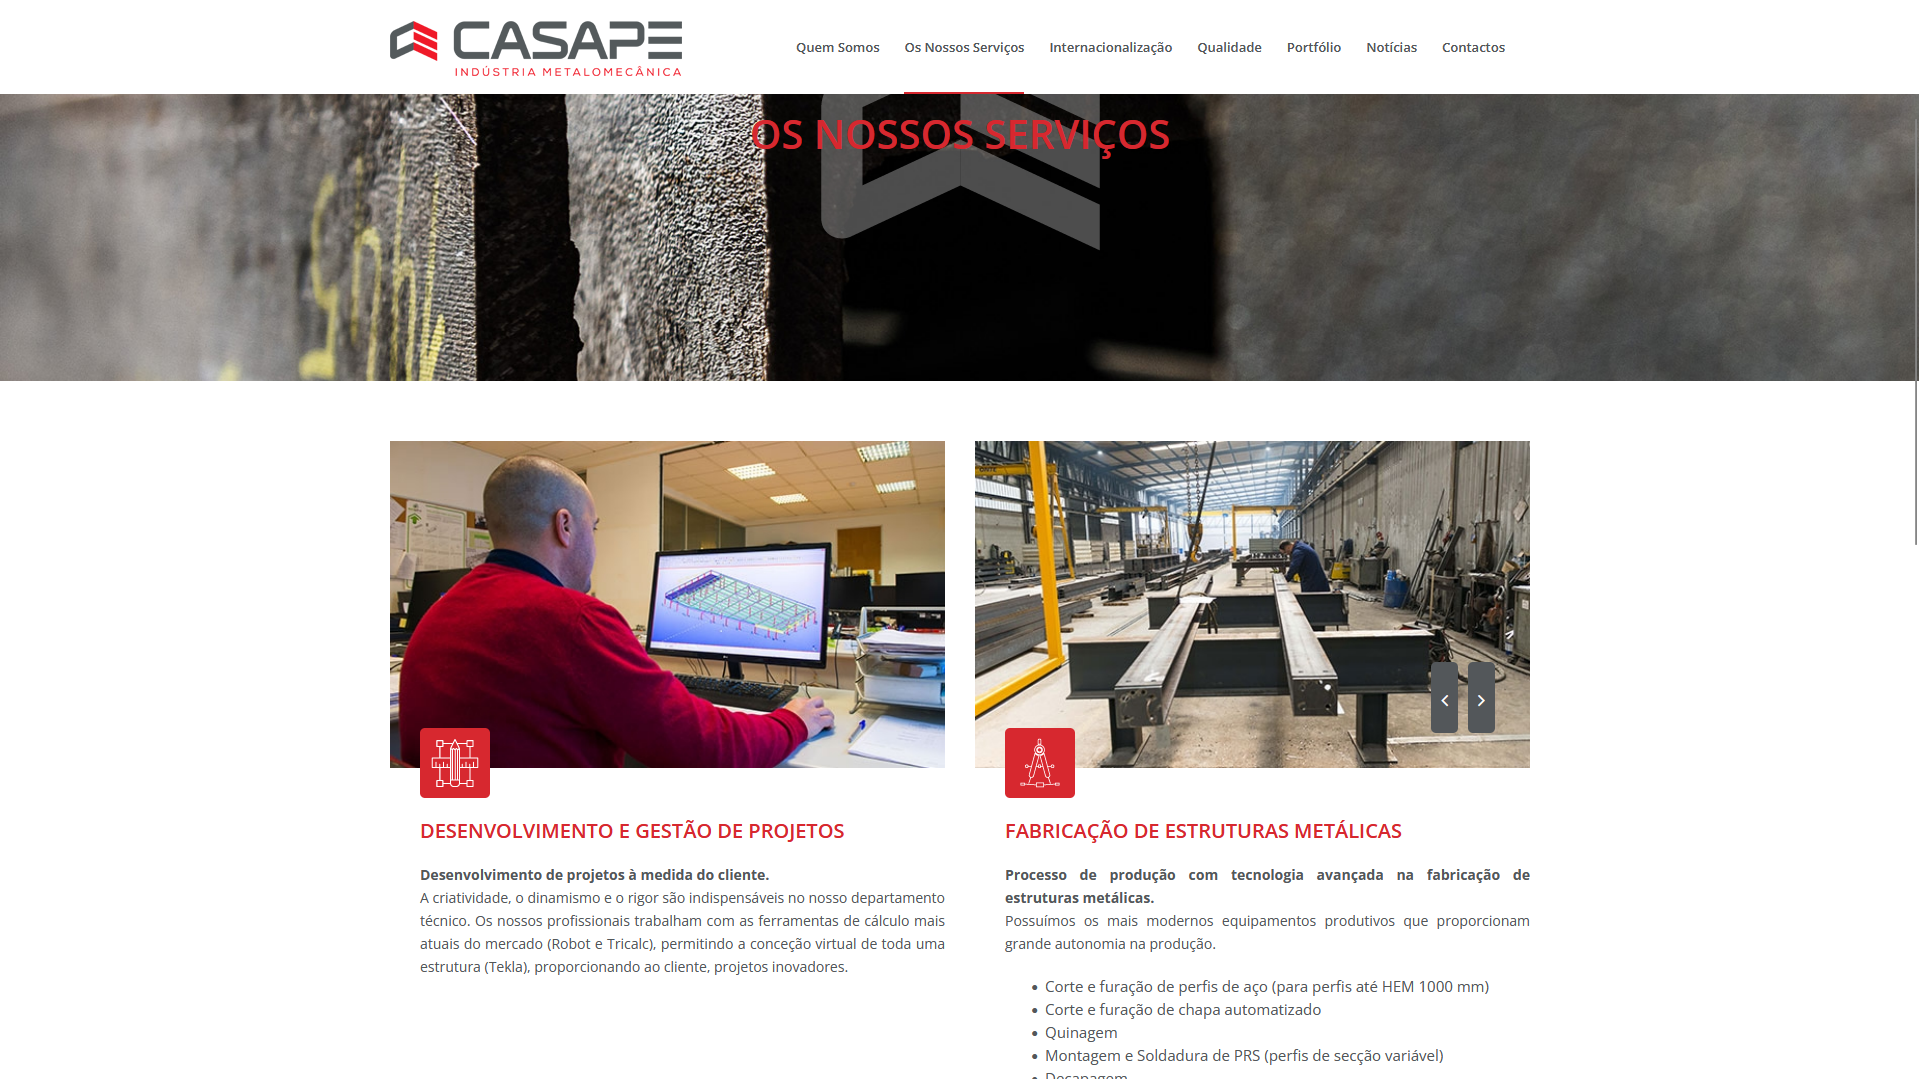 CASAPE
INDÚSTRIA METALOMECÂNICA
Quem Somos
Os Nossos Serviços
Internacionalização
Qualidade
Portfólio
Notícias
Contactos
OS NOSSOS SERVIÇOS
DESENVOLVIMENTO E GESTÃO DE PROJETOS
Desenvolvimento de projetos à medida do cliente.
A criatividade, o dinamismo e o rigor são indispensáveis no nosso departamento
técnico. Os nossos profissionais trabalham com as ferramentas de cálculo mais
atuais do mercado (Robot e Tricalc), permitindo a conceção virtual de toda uma
estrutura (Tekla), proporcionando ao cliente, projetos inovadores.
FABRICAÇÃO DE ESTRUTURAS METÁLICAS
Processo de produção com tecnologia avançada na fabricação de
estruturas metálicas.
Possuímos os mais modernos equipamentos produtivos que proporcionam
grande autonomia na produção.
Corte e furação de perfis de aço (para perfis até HEM 1000 mm)
Corte e furação de chapa automatizado
Quinagem
Montagem e Soldadura de PRS (perfis de secção variável)
Decapagem